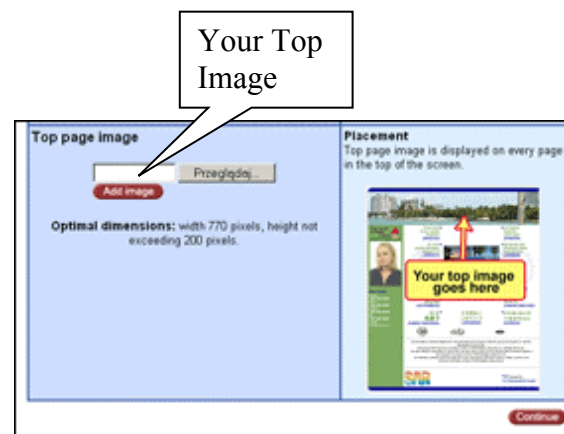 Your Top
Image
Top page image
Przeglądaj...
Add image
Optimal dimensions: width 770 pixels, height not
exceeding 200 pixels.
Placement
Top page image is displayed on every page
in the top of the screen.
Your top image
goes here
Continue